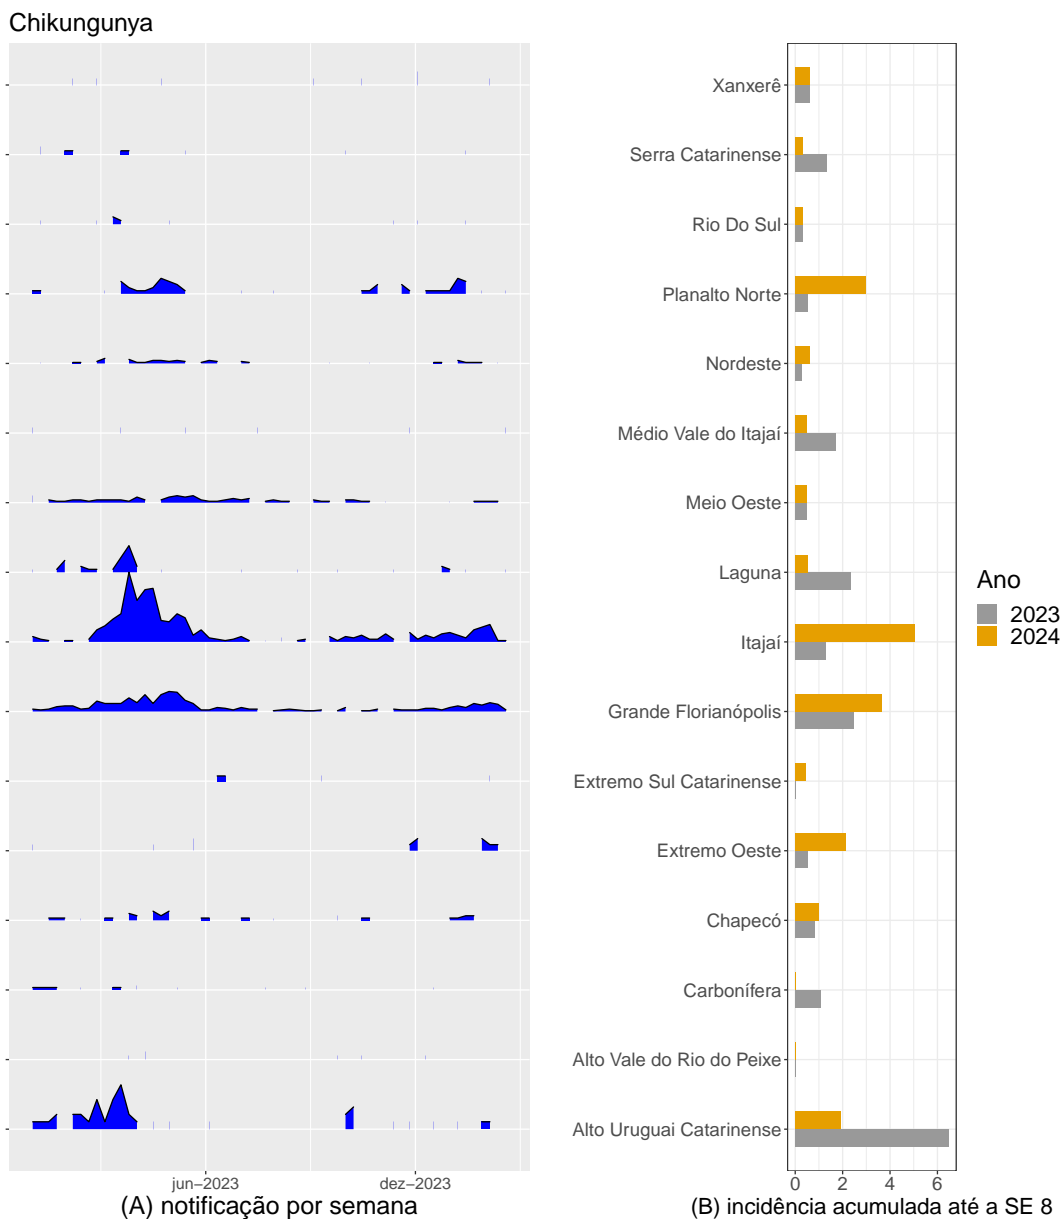 Chikungunya
Xanxerê
Serra Catarinense
Rio Do Sul
Planalto Norte
Nordeste
Médio Vale do Itajaí
Meio Oeste
Laguna
Itajaí
Grande Florianópolis
Extremo Sul Catarinense
Extremo Oeste
Chapecó
Carbonífera
Alto Vale do Rio do Peixe
Alto Uruguai Catarinense
Ano
2023
2024
jun−2023 dez−2023
(A) notificação por semana
0 2 4 6
(B) incidência acumulada até a SE 8